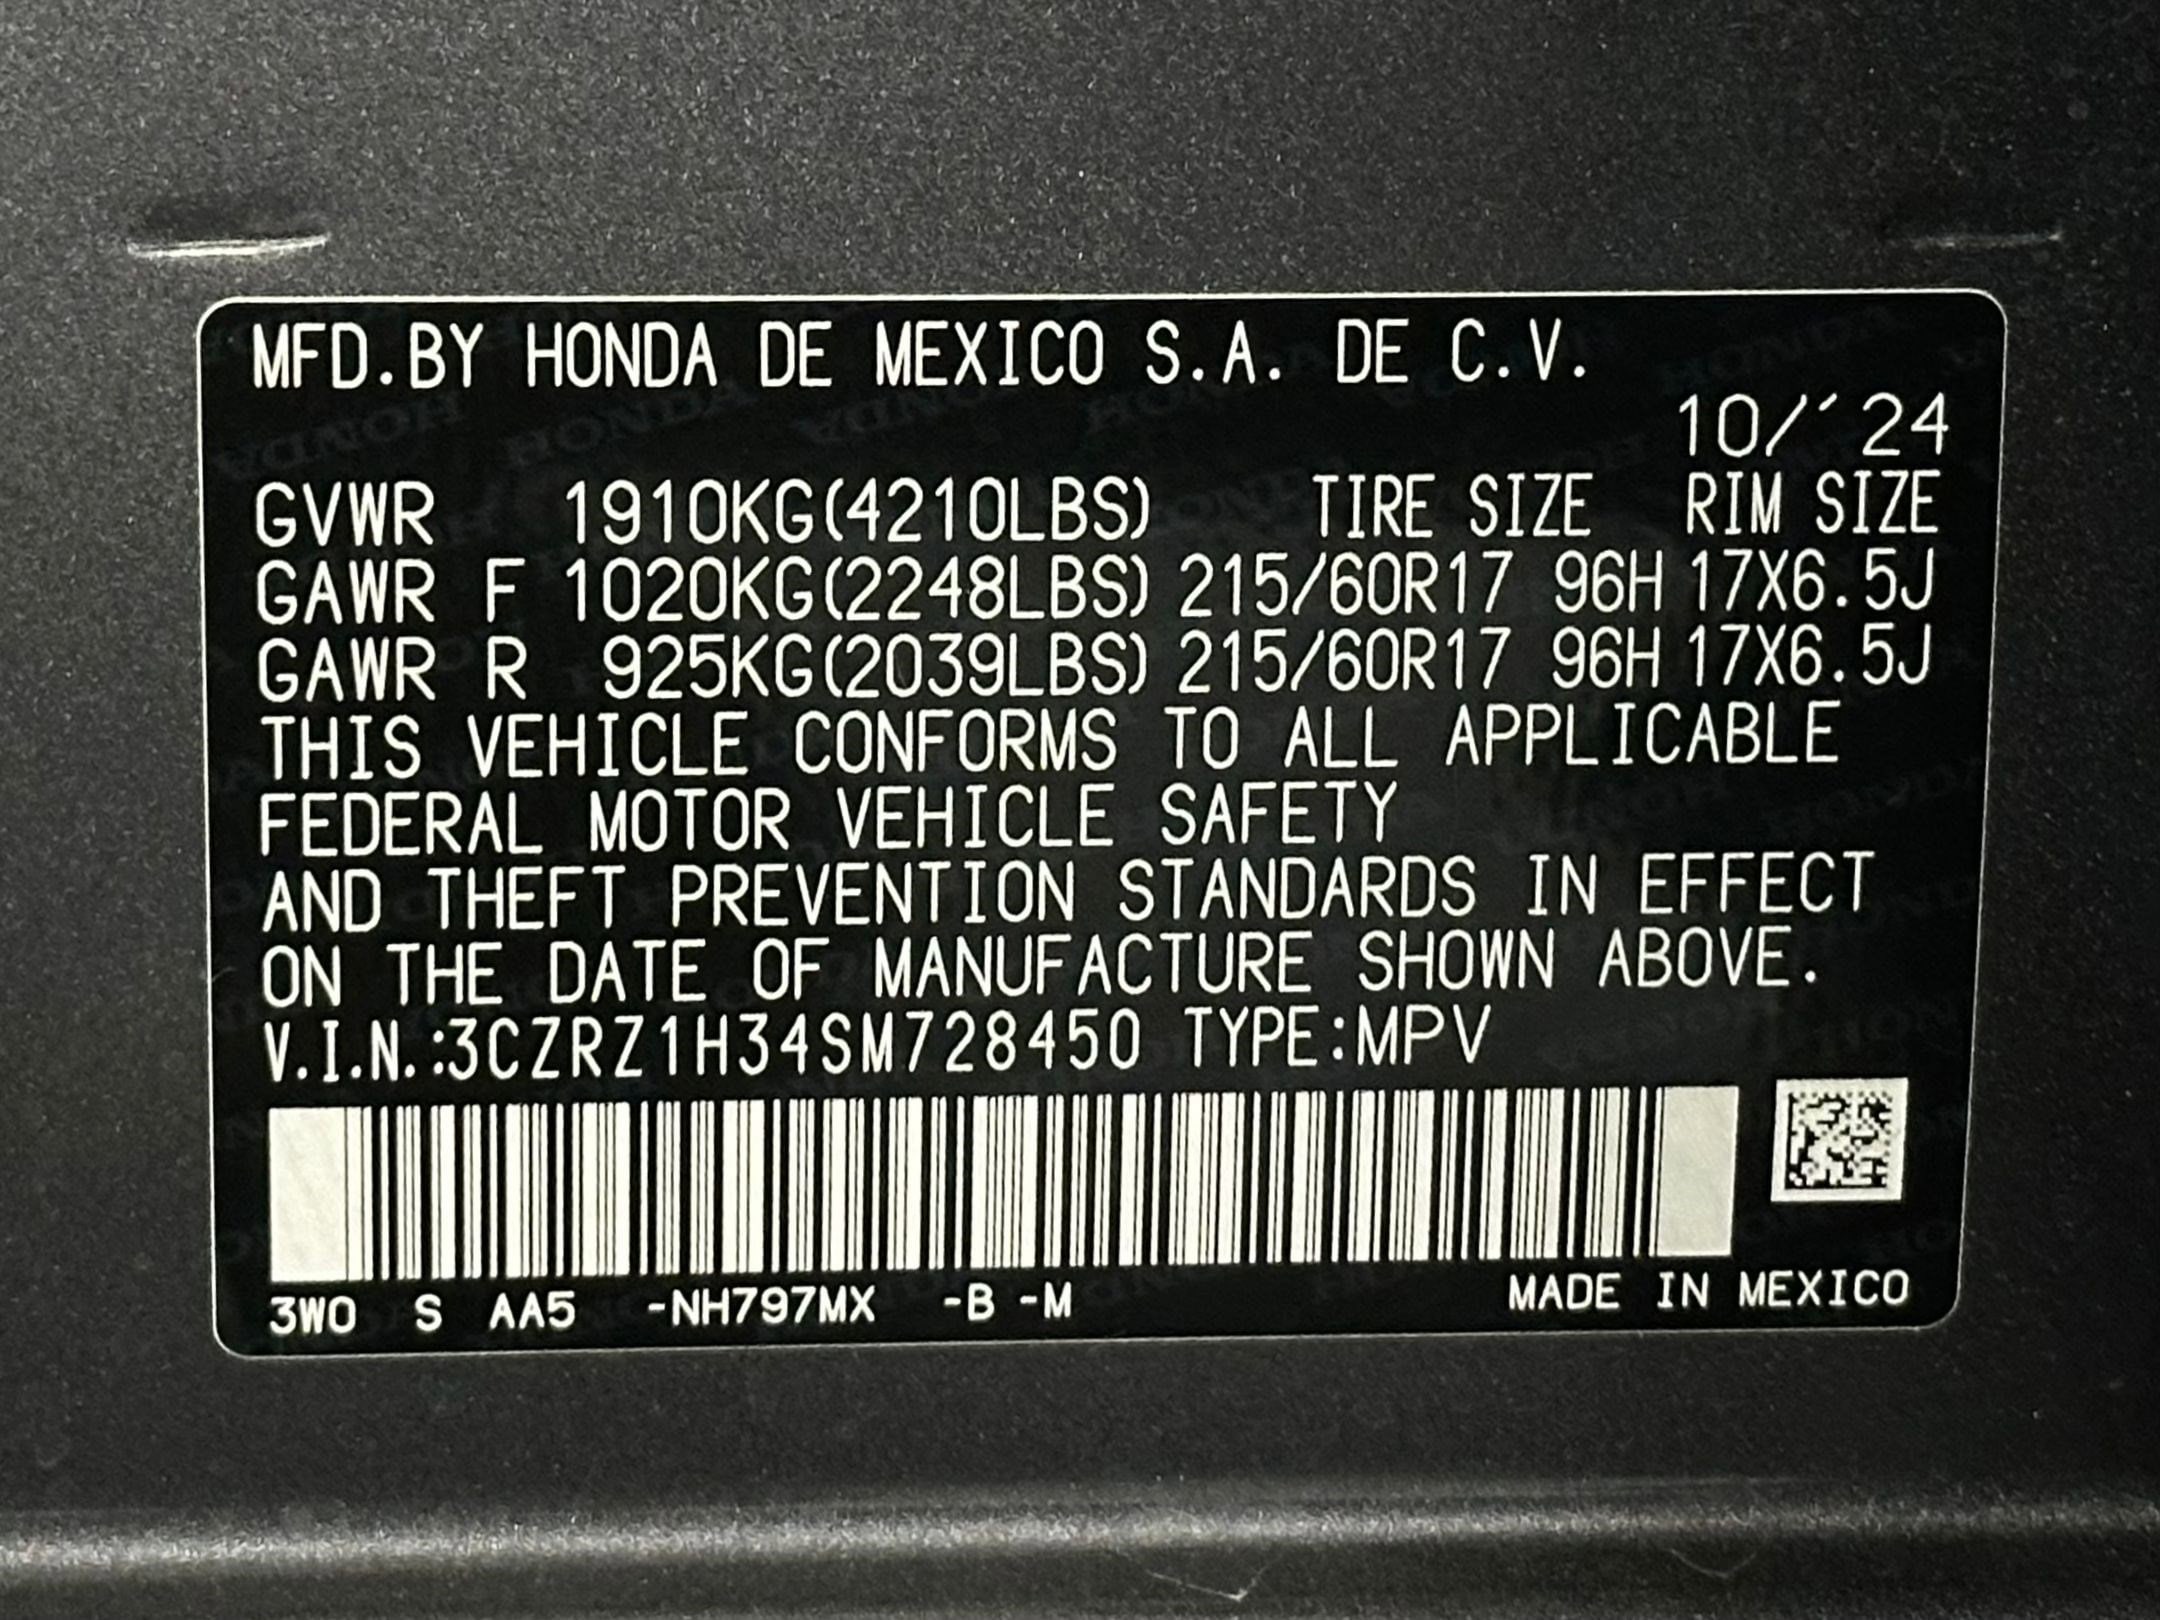 MFD.BY HONDA DE MEXICO S.A. DE C.V.
10/´24
GVWR 1910KG(4210LBS) TIRE SIZE RIM SIZE
GAWR F 1020KG(2248LBS) 215/60R17 96H 17X6.5J
GAWR R 925KG(2039LBS) 215/60R17 96H 17X6.5J
THIS VEHICLE CONFORMS TO ALL APPLICABLE
FEDERAL MOTOR VEHICLE SAFETY
AND THEFT PREVENTION STANDARDS IN EFFECT
ON THE DATE OF MANUFACTURE SHOWN ABOVE.
V.I.N.:3CZRZ1H34SM728450 TYPE:MPV
3W0 S AA5 -NH797MX -B -M MADE IN MEXICO